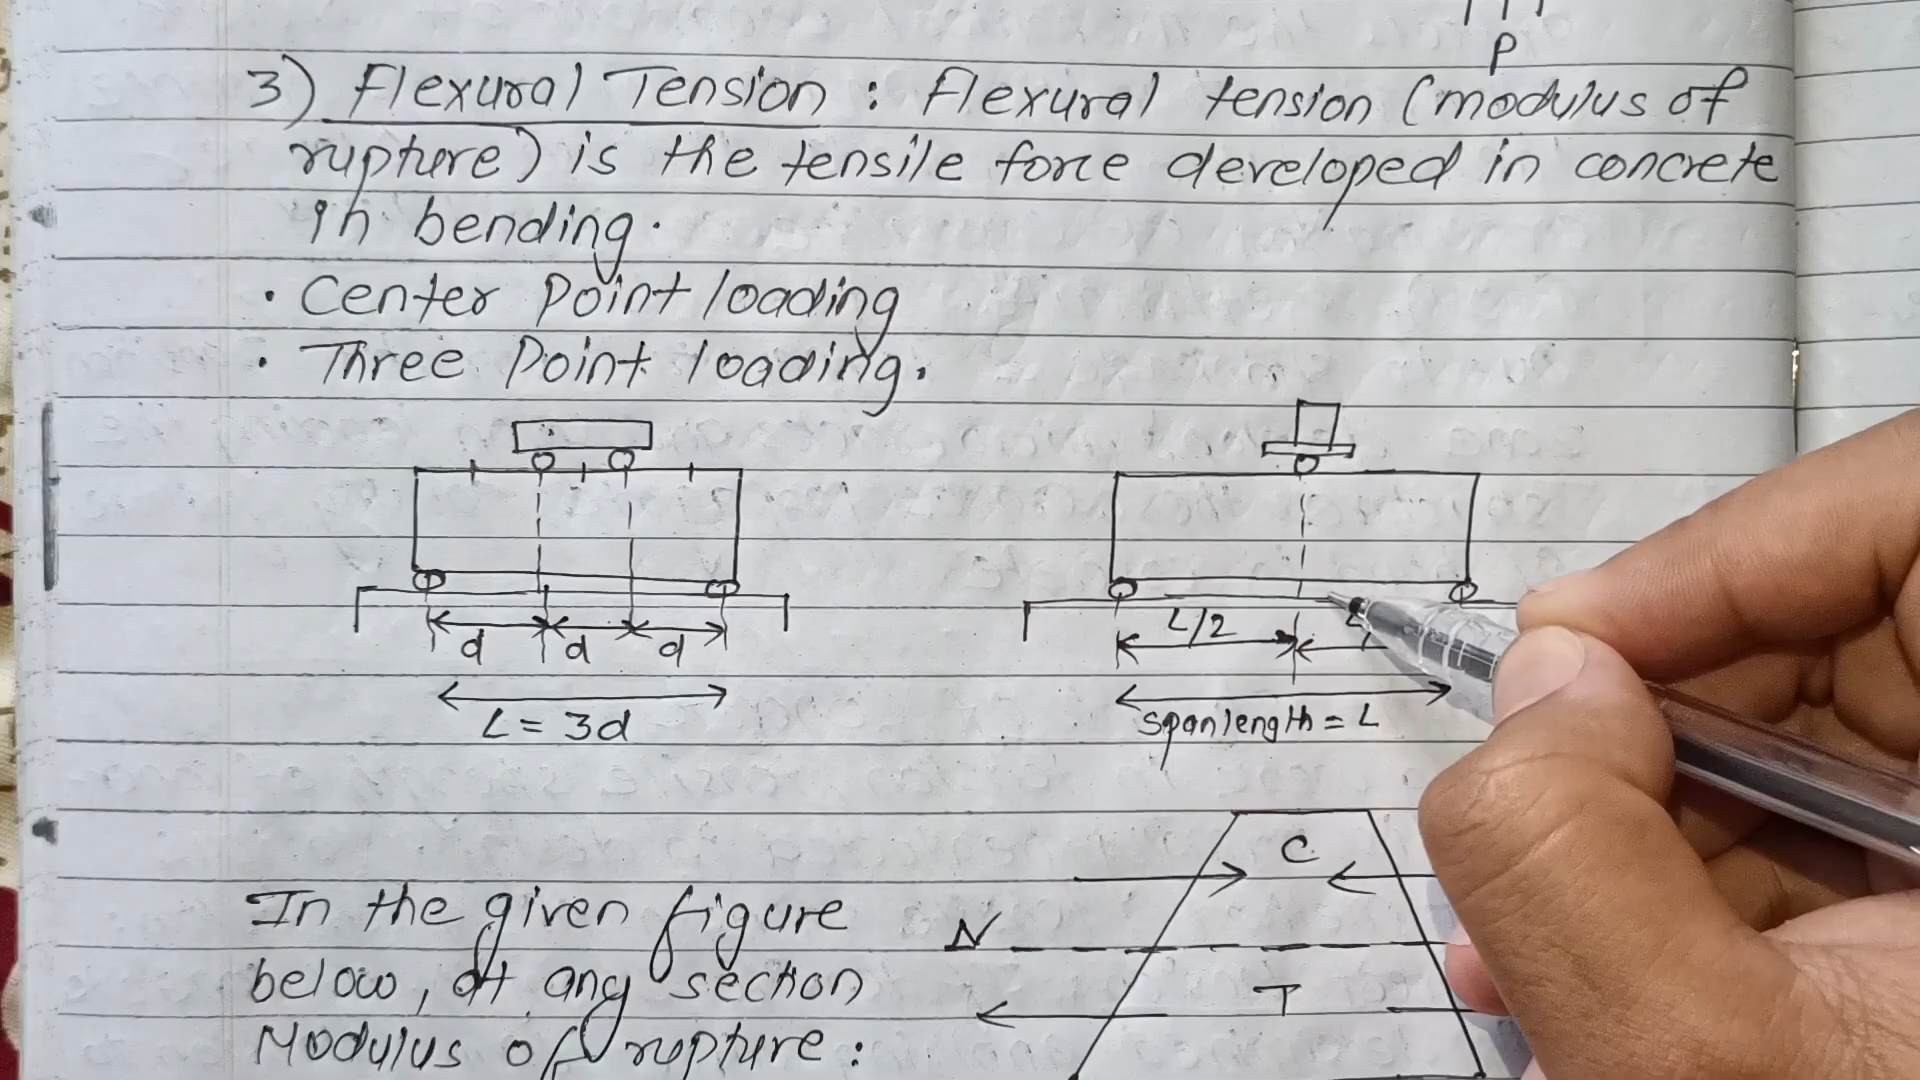 P
3) Flexural Tension : Flexural tension (modulus of
rupture) is the tensile force developed in concrete
in bending.
• Center Point loading
• Three Point loading.
d d d
L = 3d
L/2
span length = L
C
In the given figure
N
below, at any section
T
Modulus of rupture :